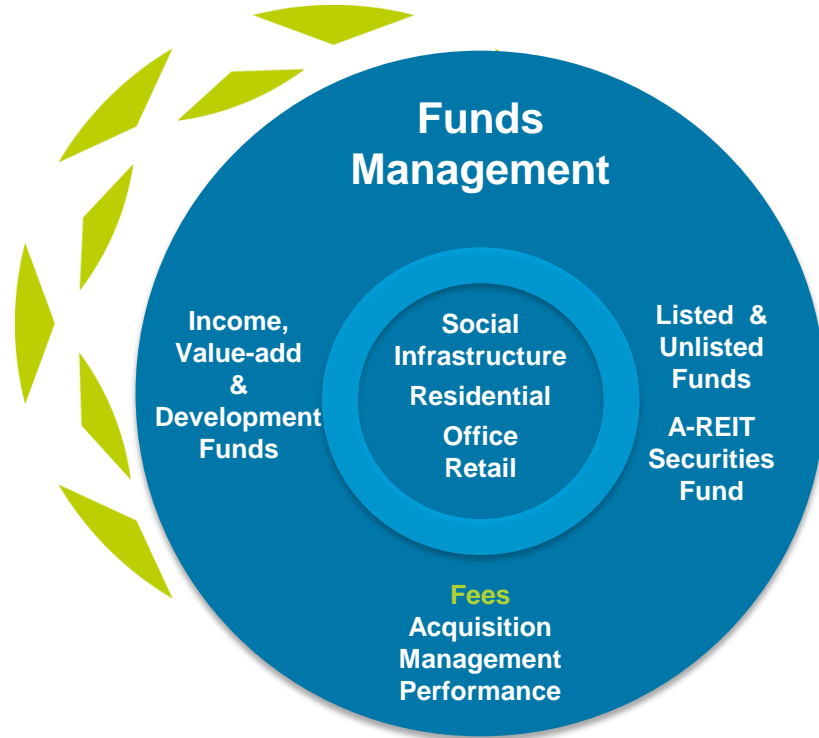 Funds
Management
Income,
Value-add
&
Development
Funds
Social
Infrastructure
Residential
Office
Retail
Listed &
Unlisted
Funds
A-REIT
Securities
Fund
Fees
Acquisition
Management
Performance